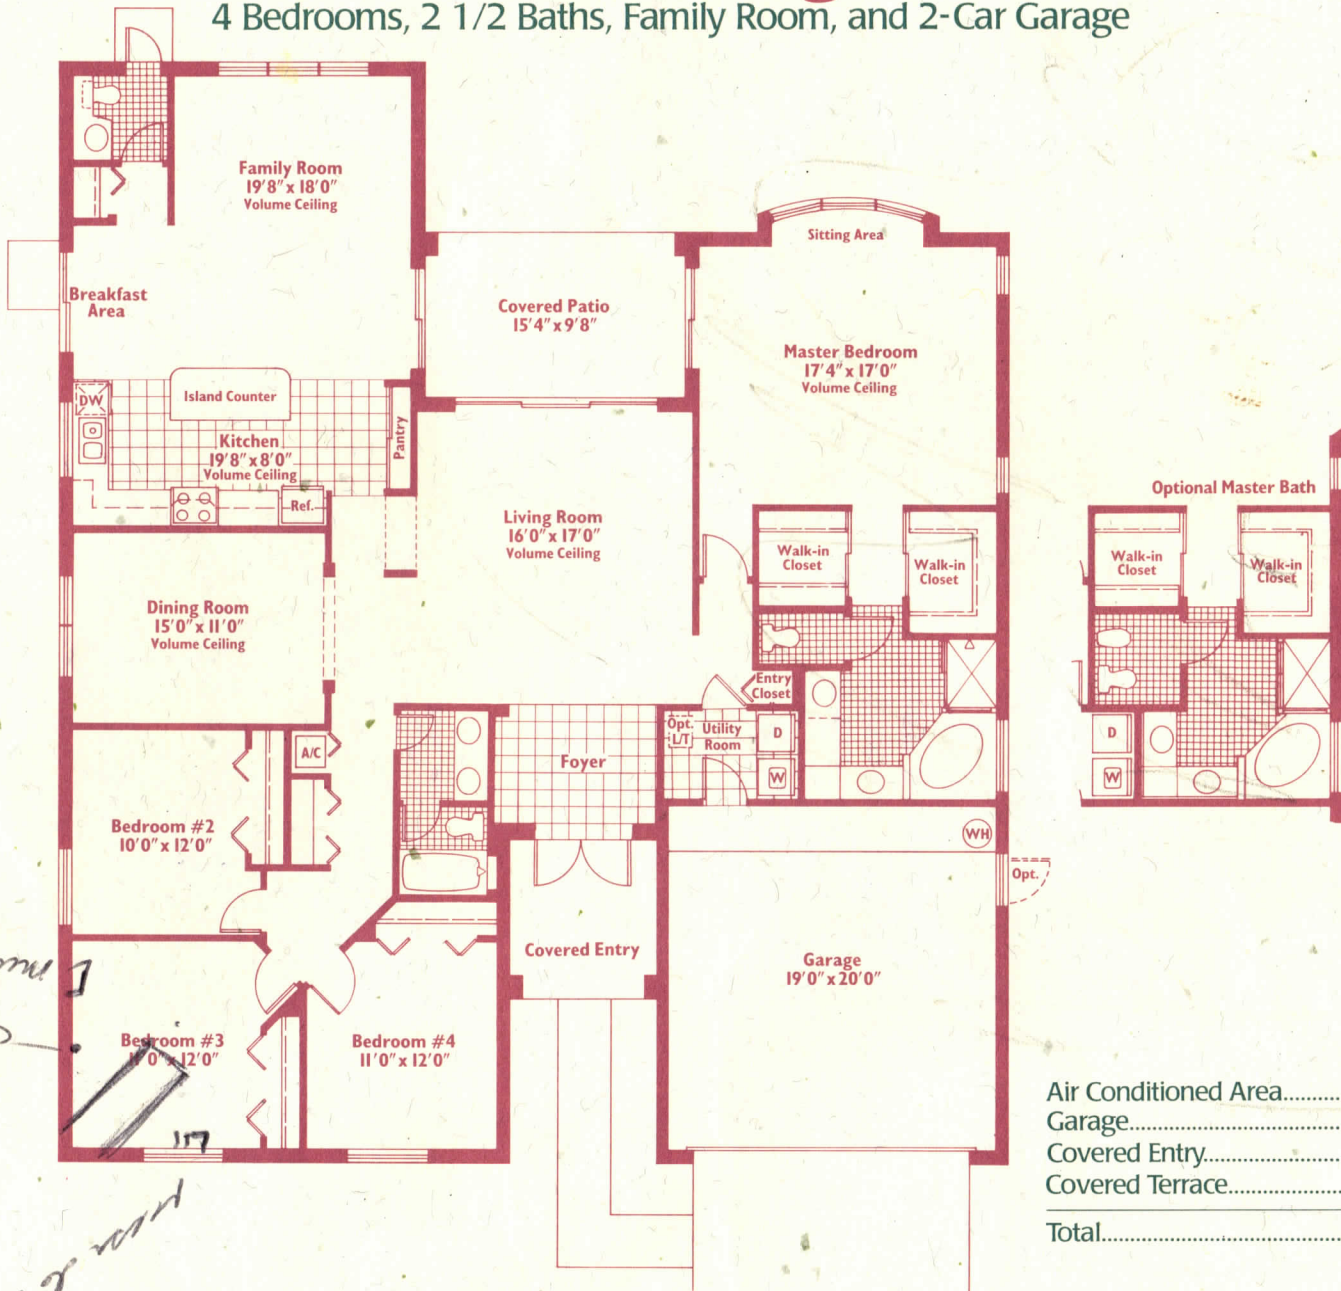 4 Bedrooms, 2 1/2 Baths, Family Room, and 2-Car Garage
Family Room
19'8" x 18'0"
Volume Ceiling
Sitting Area
Breakfast
Area
Covered Patio
15'4" x 9'8"
Master Bedroom
17'4" x 17'0"
Volume Ceiling
DW
Island Counter
Kitchen
19'8" x 8'0"
Volume Ceiling
Pantry
Ref.
Optional Master Bath
Living Room
16'0" x 17'0"
Volume Ceiling
Walk-in
Closet
Walk-in
Closet
Walk-in
Closet
Walk-in
Closet
Dining Room
15'0" x 11'0"
Volume Ceiling
Entry
Closet
Opt.
L/T
Utility
Room
D
W
D
W
A/C
Foyer
Bedroom #2
10'0" x 12'0"
WH
Opt.
Covered Entry
Garage
19'0" x 20'0"
Bedroom #3
11'0" x 12'0"
Bedroom #4
11'0" x 12'0"
Air Conditioned Area..........
Garage..........
Covered Entry..........
Covered Terrace..........
Total..........